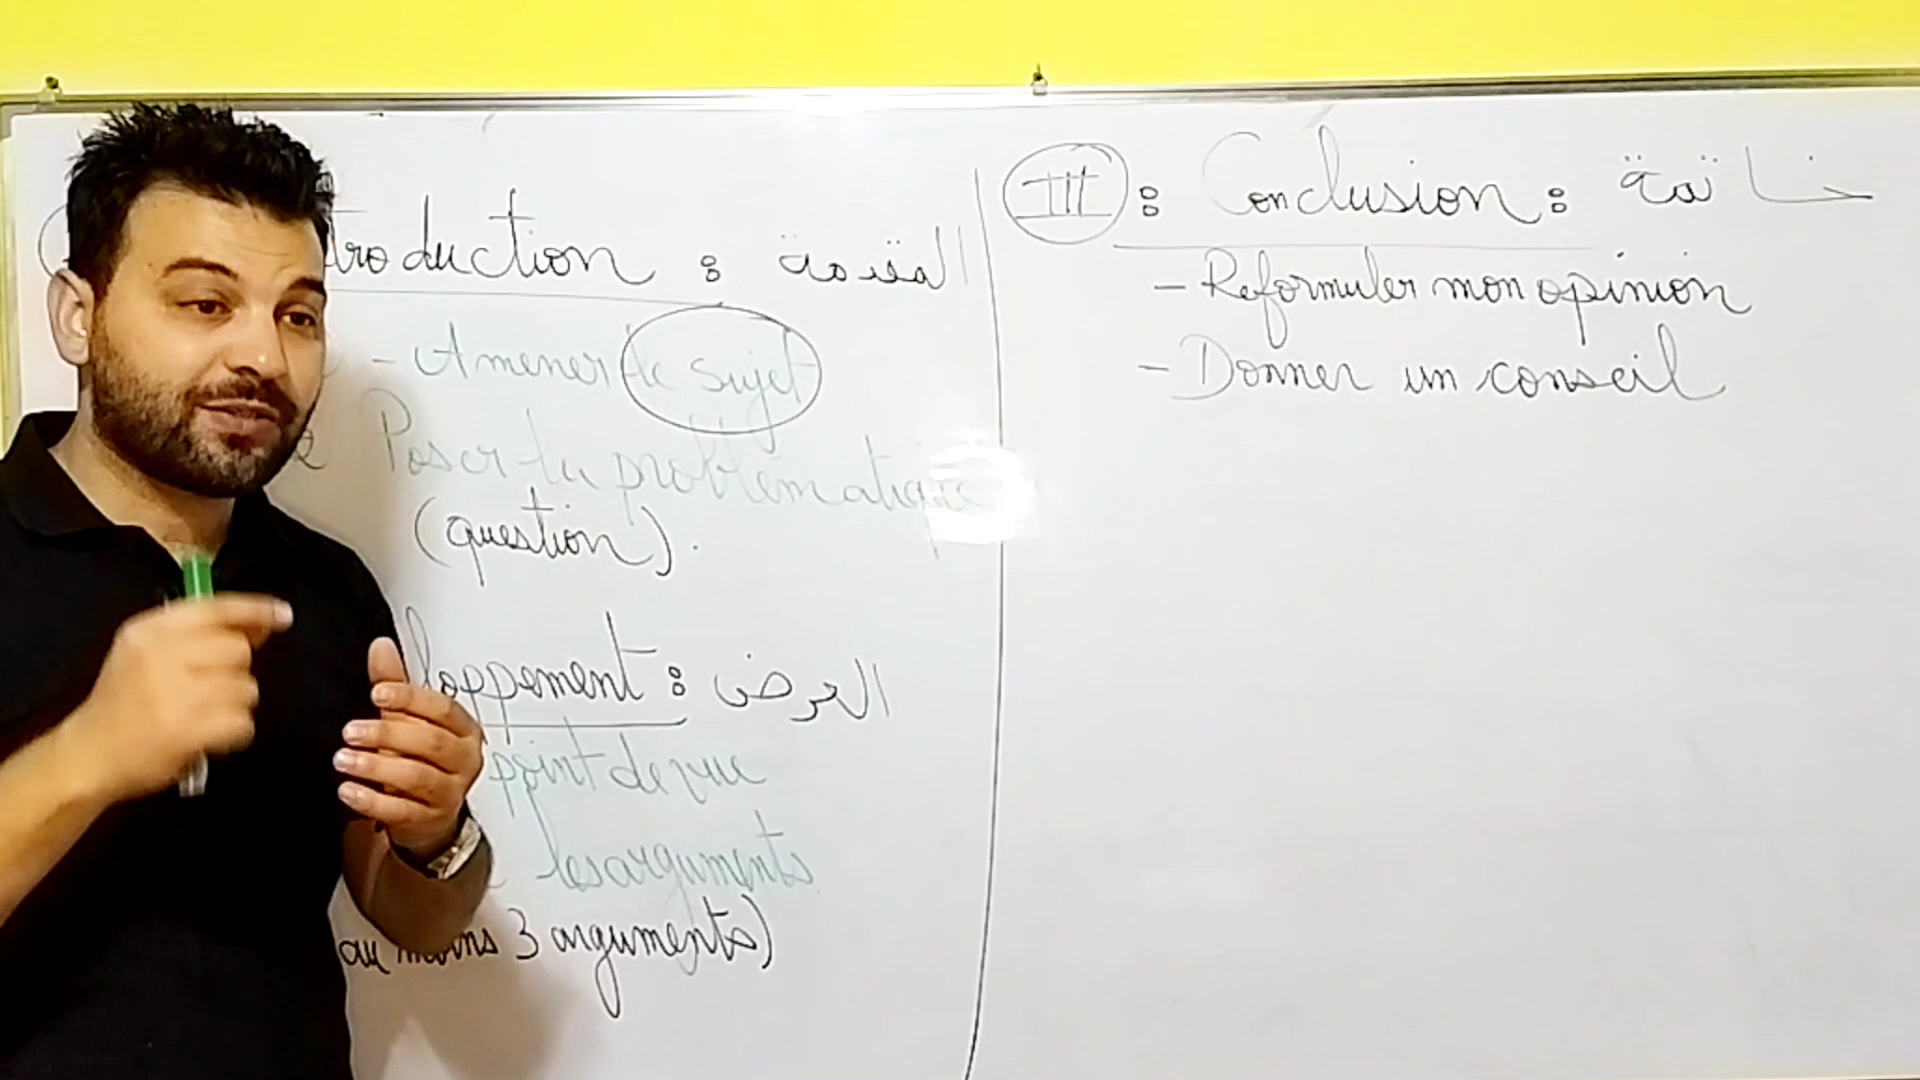 troduction : المقدمة
- Amener le sujet
Poser la problématique
(question).
loppement : العرض
point de vue
les arguments
(au moins 3 arguments)
III : Conclusion : خاتمة
- Reformuler mon opinion
- Donner un conseil